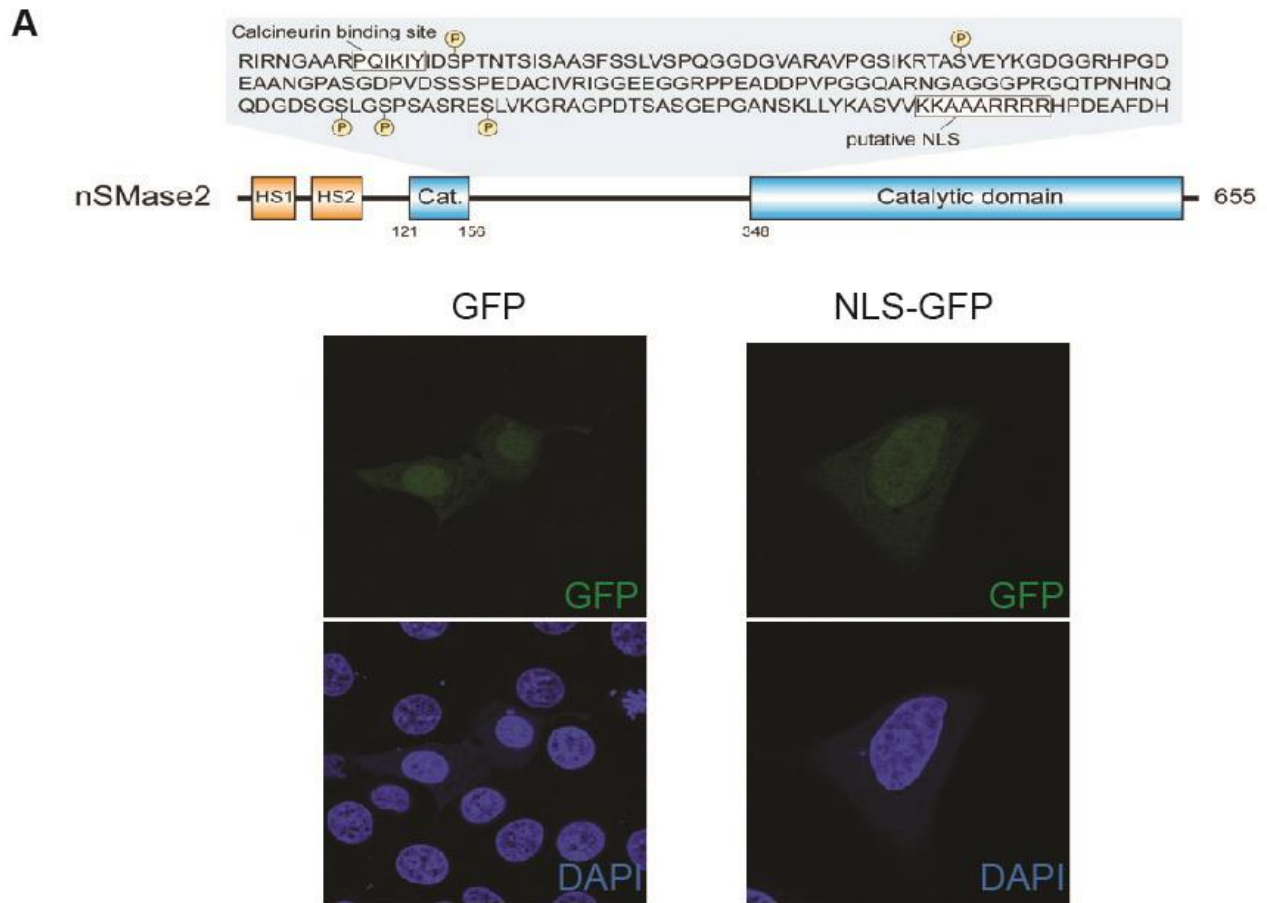 A
Calcineurin binding site
P
P
RIRNGAARPQIKIYIDSPTNTSISAASFSSLVSPQGGDGVARAVPGSIKRTASVEYKGDGGRHPGD
EAANGPASGDPVDSSSPEDACIVRIGGEEGGRPPEADDPVPGGQARNGAGGGPRGQTPNHNQ
QDGDSGSLGSPSASRESLVKGRAGPDTSASGEPGANSKLLYKASVVKKAAARRRRHPDEAFDH
P
P
P
putative NLS
nSMase2
HS1
HS2
Cat.
Catalytic domain
655
121
156
348
GFP
NLS-GFP
GFP
GFP
DAPI
DAPI